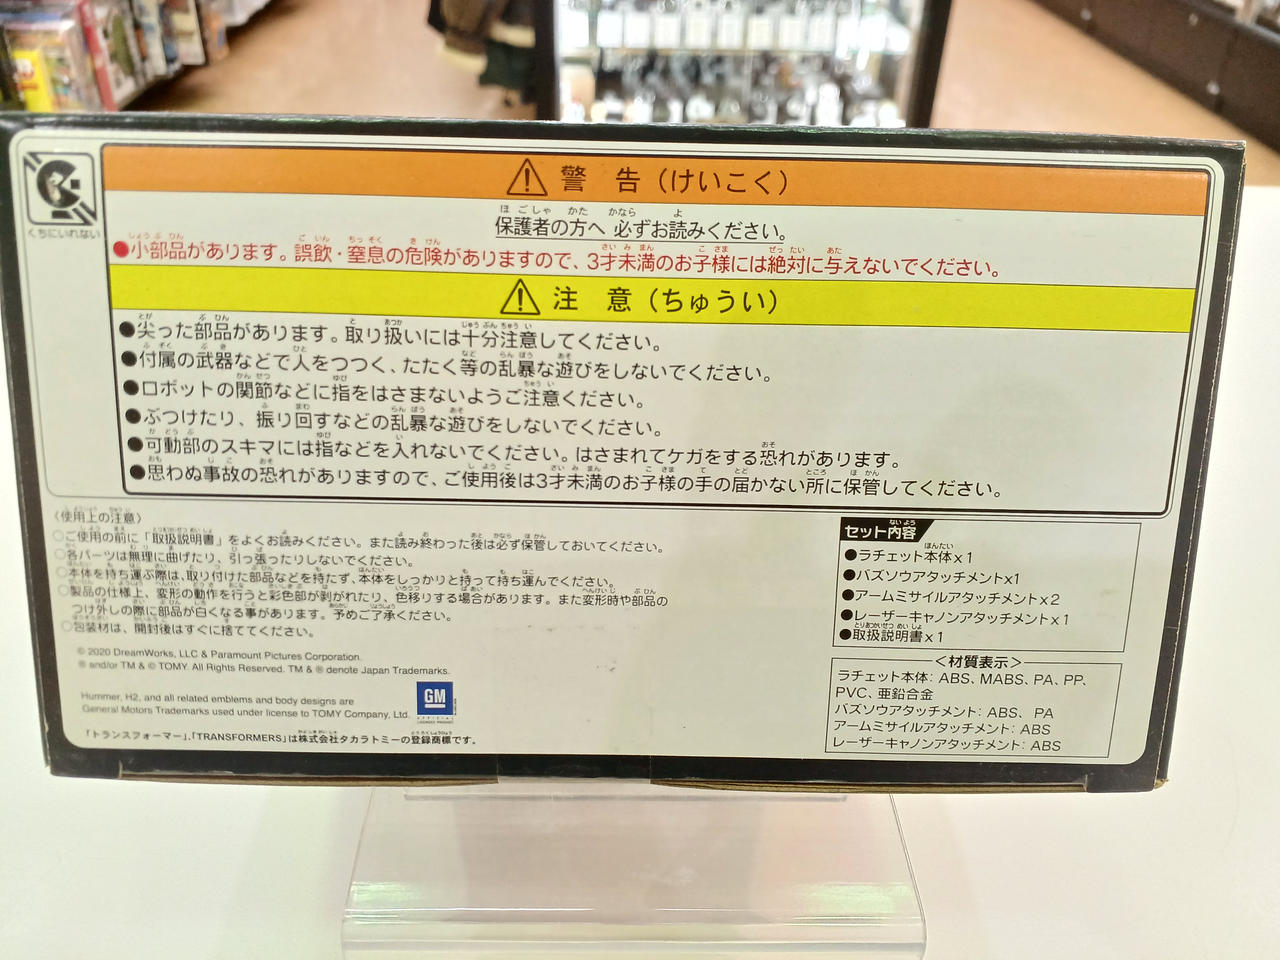 くちにいれない
警 告（けいこく）
保護者の方へ 必ずお読みください。
●小部品があります。誤飲・窒息の危険がありますので、3才未満のお子様には絶対に与えないでください。
注 意（ちゅうい）
●尖った部品があります。取り扱いには十分注意してください。
●付属の武器などで人をつつく、たたく等の乱暴な遊びをしないでください。
●ロボットの関節などに指をはさまないようご注意ください。
●ぶつけたり、振り回すなどの乱暴な遊びをしないでください。
●可動部のスキマには指などを入れないでください。はさまれてケガをする恐れがあります。
●思わぬ事故の恐れがありますので、ご使用後は3才未満のお子様の手の届かない所に保管してください。
〈使用上の注意〉
○ご使用の前に「取扱説明書」をよくお読みください。また読み終わった後は必ず保管しておいてください。
○各パーツは無理に曲げたり、引っ張ったりしないでください。
○本体を持ち運ぶ際は、取り付けた部品などを持たず、本体をしっかりと持って持ち運んでください。
○製品の仕様上、変形の動作を行うと彩色部が剥がれたり、色移りする場合があります。また変形時や部品の
つけ外しの際に部品が白くなる事があります。予めご了承ください。
○包装材は、開封後はすぐに捨ててください。
© 2020 DreamWorks, LLC & Paramount Pictures Corporation.
® and/or TM & © TOMY. All Rights Reserved. TM & ® denote Japan Trademarks.
Hummer, H2, and all related emblems and body designs are
General Motors Trademarks used under license to TOMY Company, Ltd.
GM
OFFICIAL
LICENSED PRODUCT
「トランスフォーマー」、「TRANSFORMERS」は株式会社タカラトミーの登録商標です。
セット内容
●ラチェット本体×1
●バズソウアタッチメント×1
●アームミサイルアタッチメント×2
●レーザーキャノンアタッチメント×1
●取扱説明書×1
＜材質表示＞
ラチェット本体：ABS、MABS、PA、PP、
PVC、亜鉛合金
バズソウアタッチメント：ABS、PA
アームミサイルアタッチメント：ABS
レーザーキャノンアタッチメント：ABS